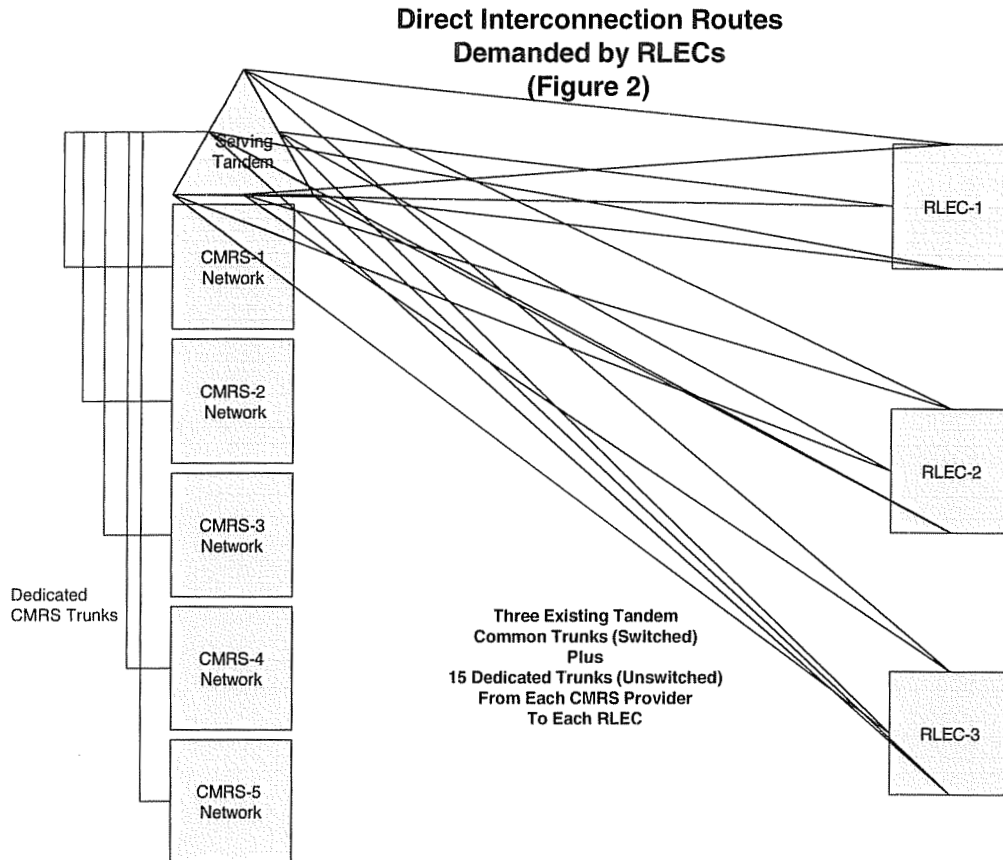 Direct Interconnection Routes
Demanded by RLECs
(Figure 2)
Serving
Tandem
RLEC-1
CMRS-1
Network
CMRS-2
Network
RLEC-2
CMRS-3
Network
Dedicated
CMRS Trunks
Three Existing Tandem
Common Trunks (Switched)
Plus
15 Dedicated Trunks (Unswitched)
From Each CMRS Provider
To Each RLEC
CMRS-4
Network
RLEC-3
CMRS-5
Network